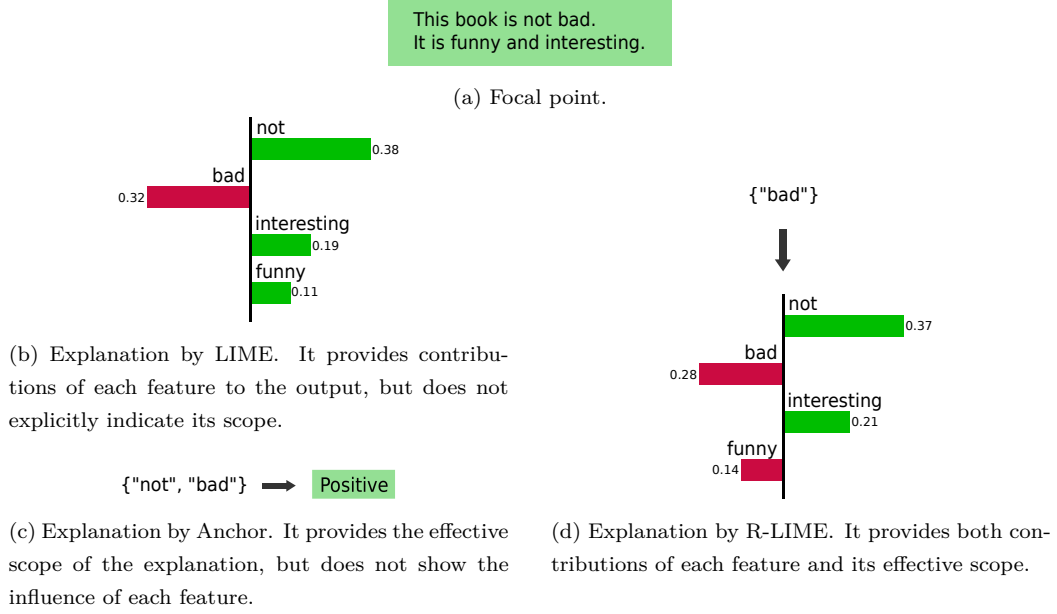 This book is not bad.
It is funny and interesting.
(a) Focal point.
not
0.38
bad
0.32
interesting
0.19
funny
0.11
(b) Explanation by LIME. It provides contribu-
tions of each feature to the output, but does not
explicitly indicate its scope.
{"not", "bad"}
Positive
(c) Explanation by Anchor. It provides the effective
scope of the explanation, but does not show the
influence of each feature.
{"bad"}
not
0.37
bad
0.28
interesting
0.21
funny
0.14
(d) Explanation by R-LIME. It provides both con-
tributions of each feature and its effective scope.